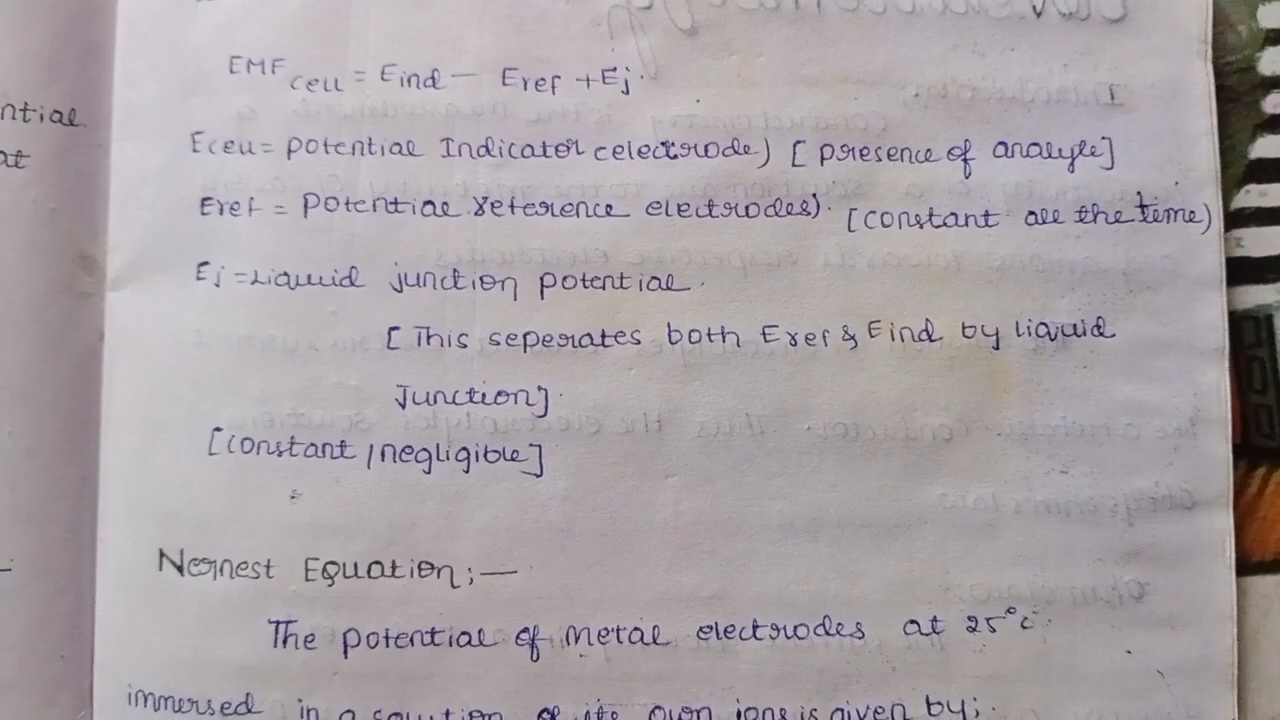 ntial
at
EMF cell = Eind — Eref + Ej.
Ecell = potential Indicator celectrode) [presence of analyte]
Eref = potential reference electrodes). [constant all the time)
Ej = Liquid junction potential.
[This seperates both Eref & Eind, by liquid
Junction].
[constant / negligible]
Nernest Equation; —
The potential of metal electrodes at 25°c.
immersed in a solution of its own ions is given by;